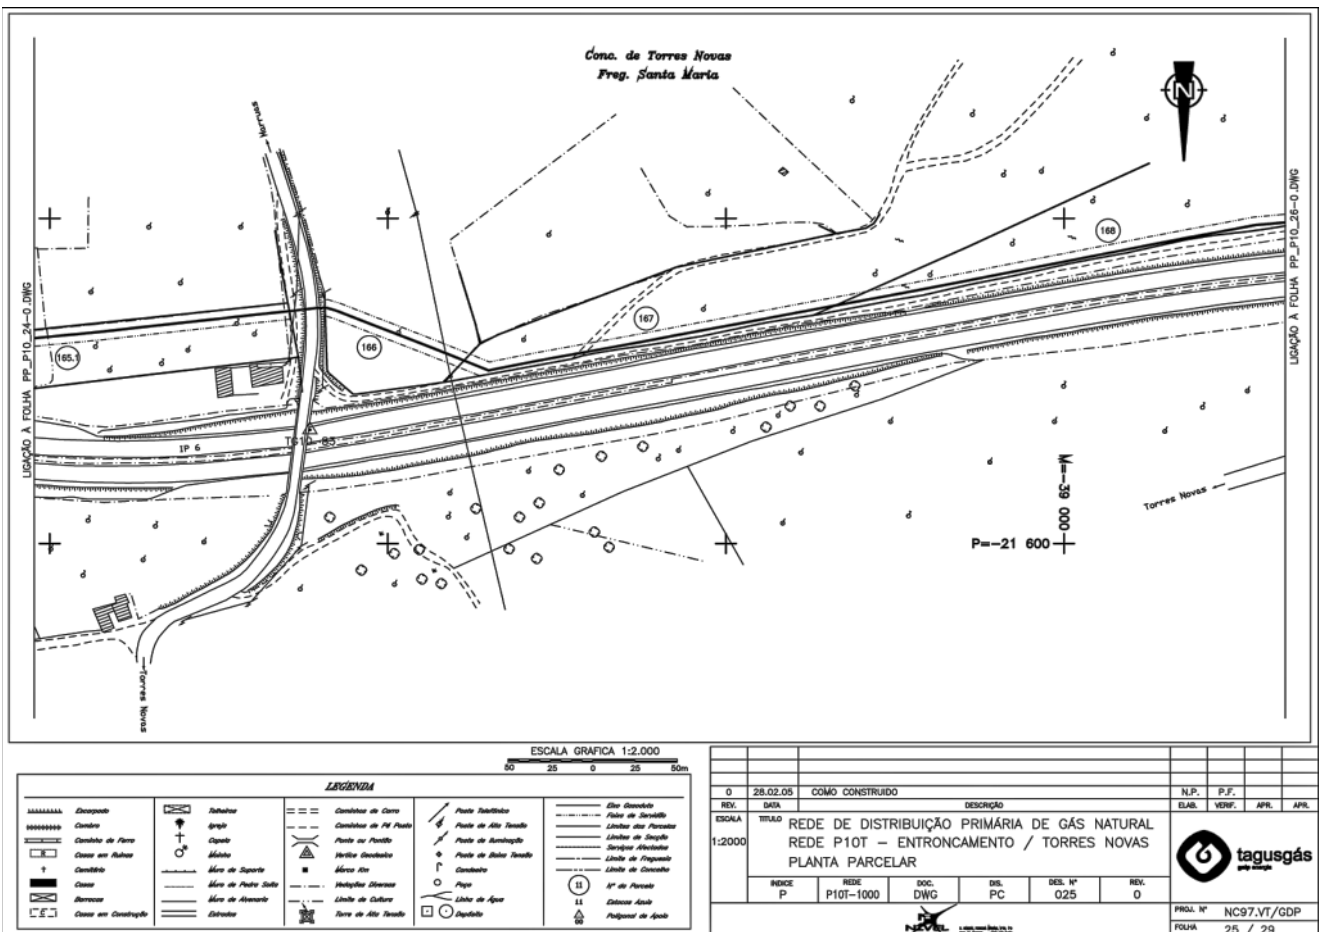 Conc. de Torres Novas
Freg. Santa Maria
N
LIGAÇÃO À FOLHA PP_P10_24-0.DWG
LIGAÇÃO À FOLHA PP_P10_26-0.DWG
168
167
166
165.1
IP 6
TG10-85
M=-39 000
P=-21 600
Torres Novas
Torres Novas
ESCALA GRAFICA 1:2.000
50 25 0 25 50m
LEGENDA
Escarpado
Combro
Caminho de Ferro
Casas em Ruínas
Cemitério
Casas
Barracas
Casas em Construção
Telheiros
Igreja
Capela
Moinho
Muro de Suporte
Muro de Pedra Solta
Muro de Alvenaria
Estradas
Caminhos de Carro
Caminhos de Pé Posto
Ponte ou Pontão
Vertice Geodesico
Marco Km
Vedações Diversas
Limite de Cultura
Torre de Alta Tensão
Poste Telefónico
Poste de Alta Tensão
Poste de Iluminação
Poste de Baixa Tensão
Candeeiro
Poço
Linha de Água
Depósito
Eixo Gasoduto
Faixa de Servidão
Limites das Parcelas
Limites de Secção
Serviços Afectados
Limite de Freguesia
Limite de Concelho
11 Nº de Parcela
11 Estacas Azuis
00 Poligonal de Apoio
0 28.02.05 COMO CONSTRUIDO N.P. P.F.
REV. DATA DESCRIÇÃO ELAB. VERIF. APR. APR.
ESCALA
1:2000
TITULO
REDE DE DISTRIBUIÇÃO PRIMÁRIA DE GÁS NATURAL
REDE P10T – ENTRONCAMENTO / TORRES NOVAS
PLANTA PARCELAR
tagusgás
galp energia
INDICE REDE DOC. DIS. DES. Nº REV.
P P10T-1000 DWG PC 025 0
NIVEL
PROJ. Nº NC97.VT/GDP
FOLHA 25 / 29